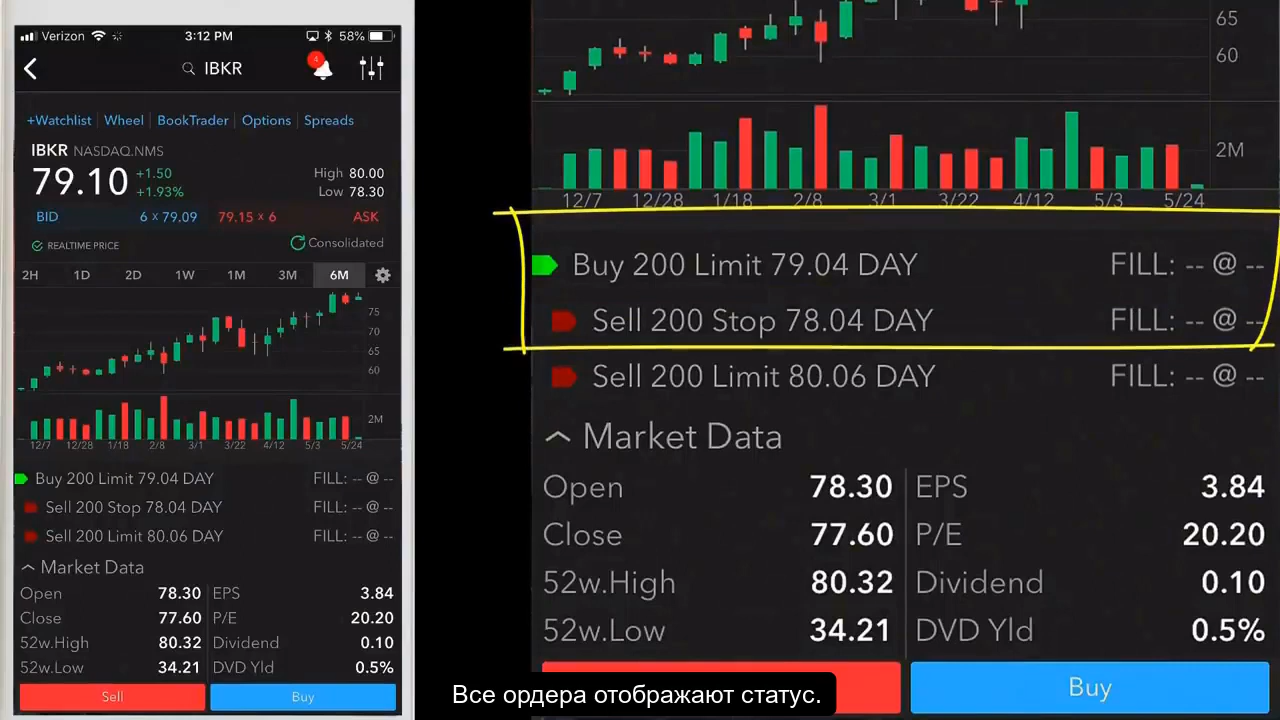 Verizon 3:12 PM 58%
IBKR 4
+Watchlist Wheel BookTrader Options Spreads
IBKR NASDAQ.NMS
79.10 +1.50 High 80.00
+1.93% Low 78.30
BID 6 x 79.09 79.15 x 6 ASK
REALTIME PRICE Consolidated
2H 1D 2D 1W 1M 3M 6M
75
70
65
60
2M
12/7 12/28 1/18 2/8 3/1 3/22 4/12 5/3 5/24
Buy 200 Limit 79.04 DAY FILL: -- @ --
Sell 200 Stop 78.04 DAY FILL: -- @ --
Sell 200 Limit 80.06 DAY FILL: -- @ --
Market Data
Open 78.30 EPS 3.84
Close 77.60 P/E 20.20
52w.High 80.32 Dividend 0.10
52w.Low 34.21 DVD Yld 0.5%
Sell Buy
65
60
2M
12/7 12/28 1/18 2/8 3/1 3/22 4/12 5/3 5/24
Buy 200 Limit 79.04 DAY FILL: -- @ --
Sell 200 Stop 78.04 DAY FILL: -- @ --
Sell 200 Limit 80.06 DAY FILL: -- @ --
Market Data
Open 78.30 EPS 3.84
Close 77.60 P/E 20.20
52w.High 80.32 Dividend 0.10
52w.Low 34.21 DVD Yld 0.5%
Buy
Все ордера отображают статус.